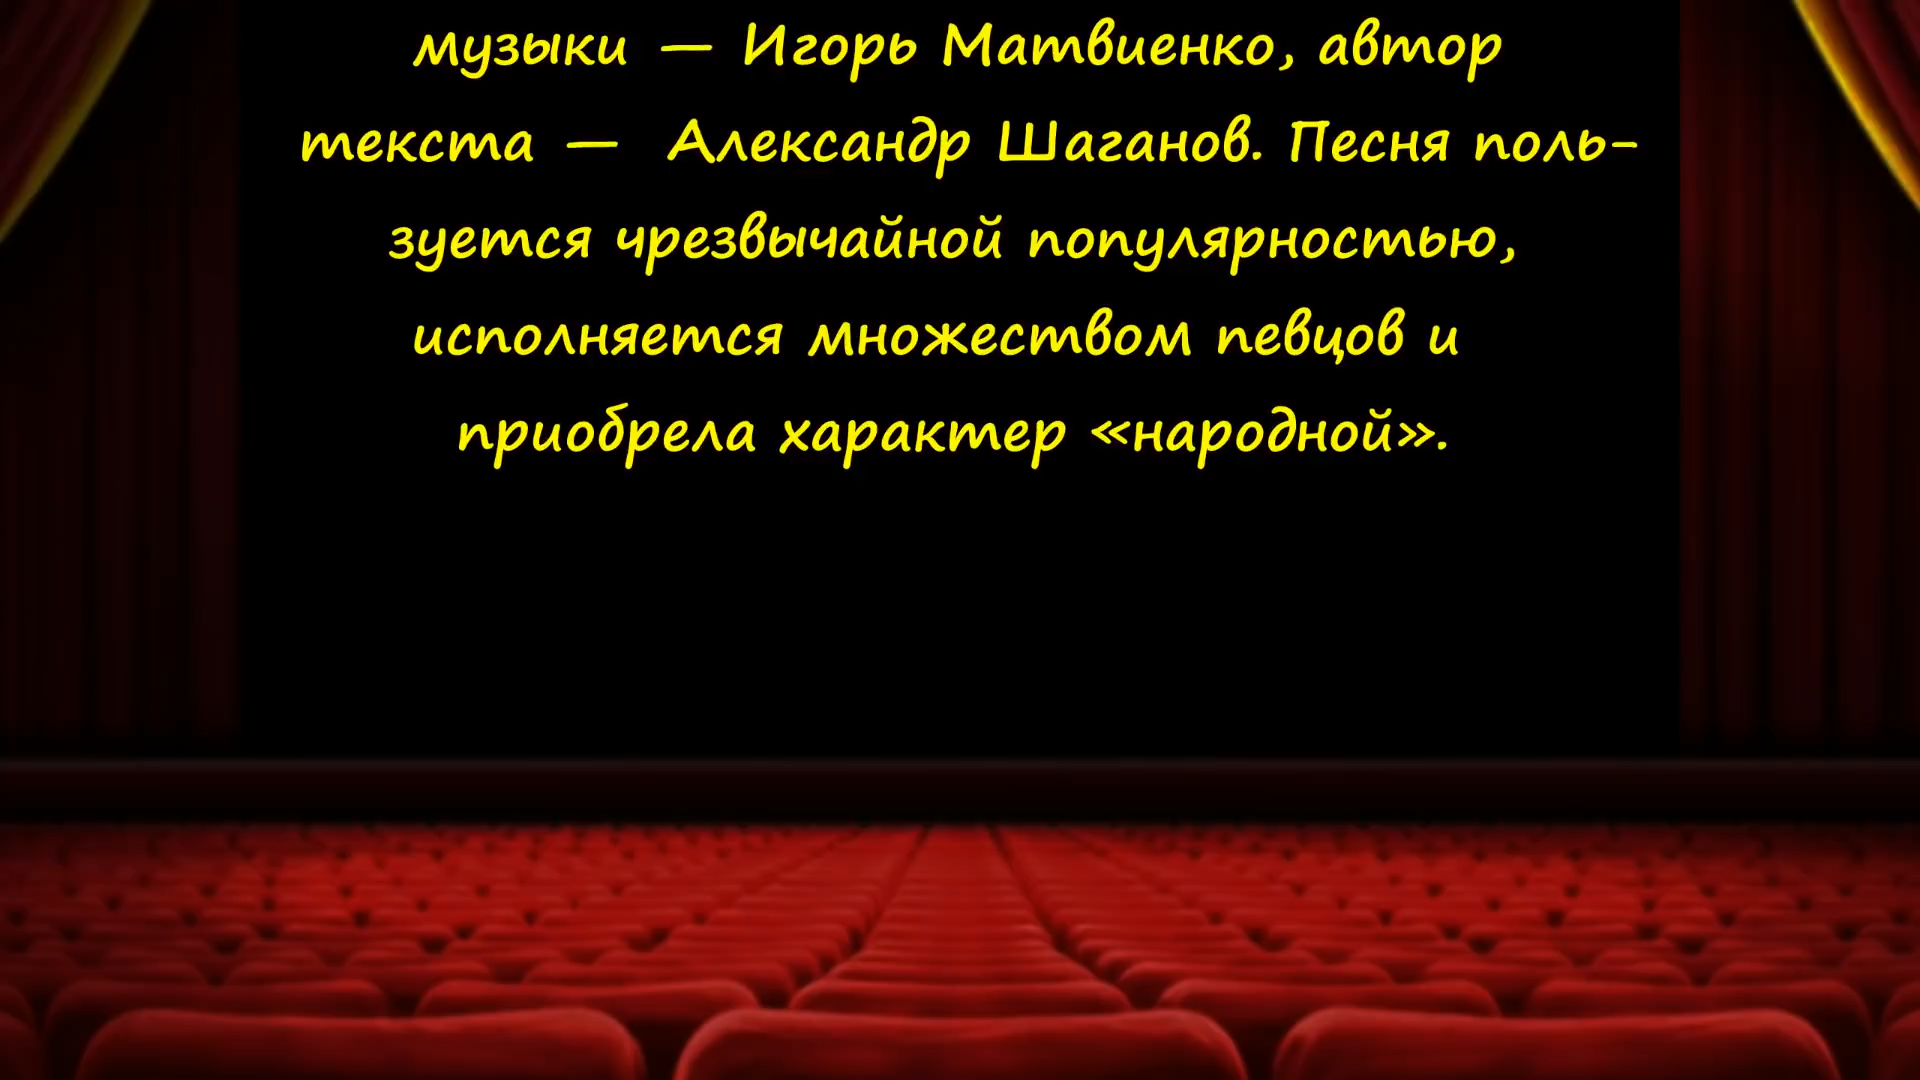 музыки — Игорь Матвиенко, автор
текста — Александр Шаганов. Песня поль-
зуется чрезвычайной популярностью,
исполняется множеством певцов и
приобрела характер «народной».